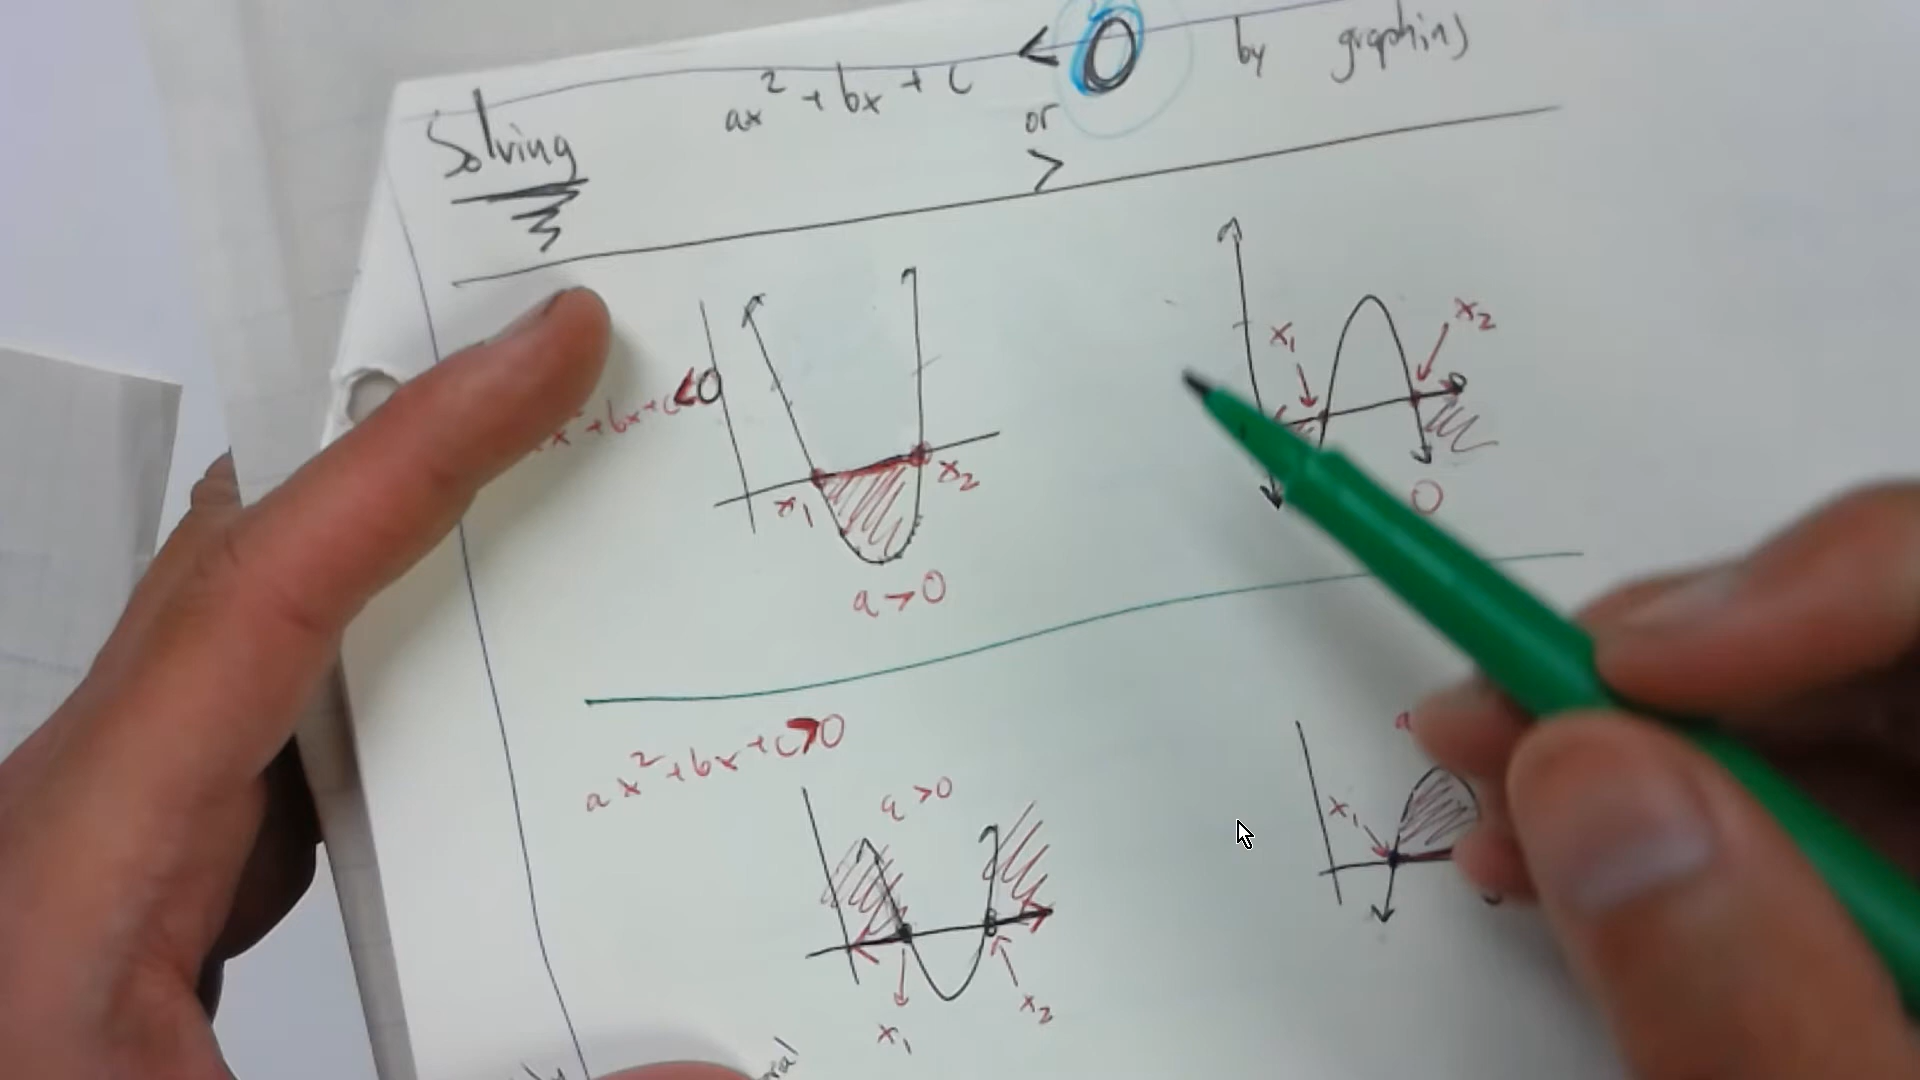 Solving ax² + bx + c < 0 by graphing
or
>
x² + bx + c < 0
x₁ x₂
a > 0
x₁ x₂
0
ax² + bx + c > 0
a > 0
x₁ x₂
a
x₁